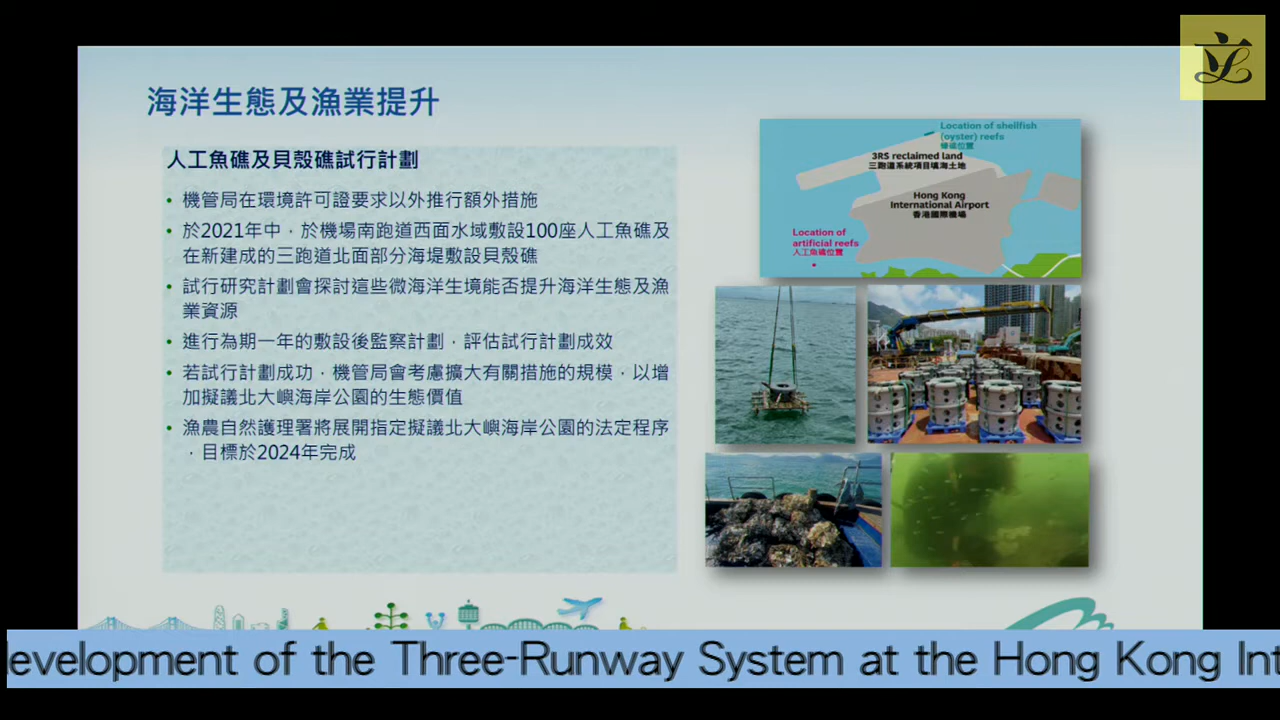 海洋生態及漁業提升
人工魚礁及貝殼礁試行計劃
• 機管局在環境許可證要求以外推行額外措施
• 於2021年中，於機場南跑道西面水域敷設100座人工魚礁及
在新建成的三跑道北面部分海堤敷設貝殼礁
• 試行研究計劃會探討這些微海洋生境能否提升海洋生態及漁
業資源
• 進行為期一年的敷設後監察計劃，評估試行計劃成效
• 若試行計劃成功，機管局會考慮擴大有關措施的規模，以增
加擬議北大嶼海岸公園的生態價值
• 漁農自然護理署將展開指定擬議北大嶼海岸公園的法定程序
，目標於2024年完成
Location of shellfish
(oyster) reefs
蠔礁位置
3RS reclaimed land
三跑道系統項目填海土地
Hong Kong
International Airport
香港國際機場
Location of
artificial reefs
人工魚礁位置
evelopment of the Three-Runway System at the Hong Kong Int